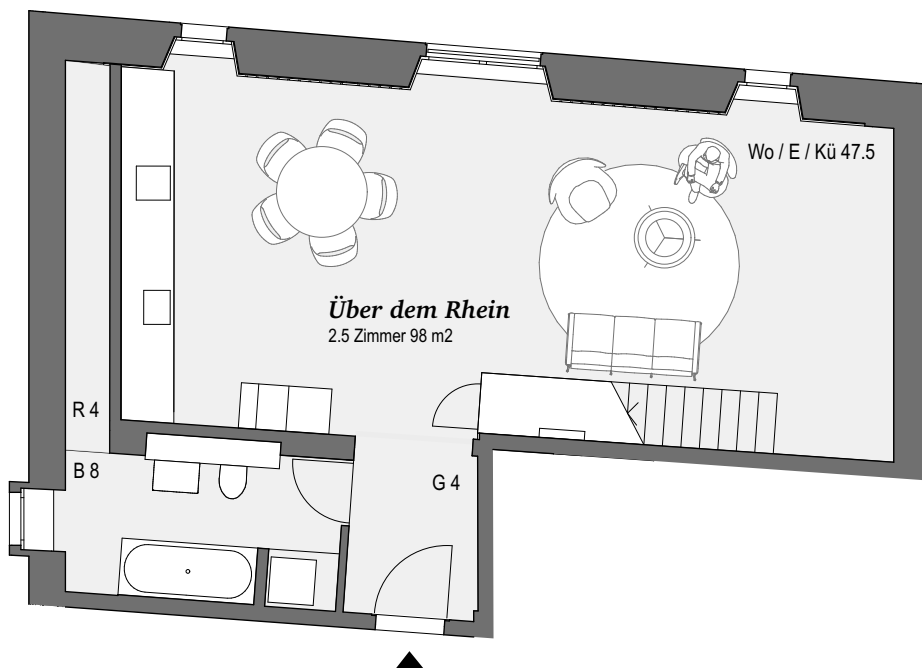 Wo / E / Kü 47.5
Über dem Rhein
2.5 Zimmer 98 m2
R 4
B 8
G 4